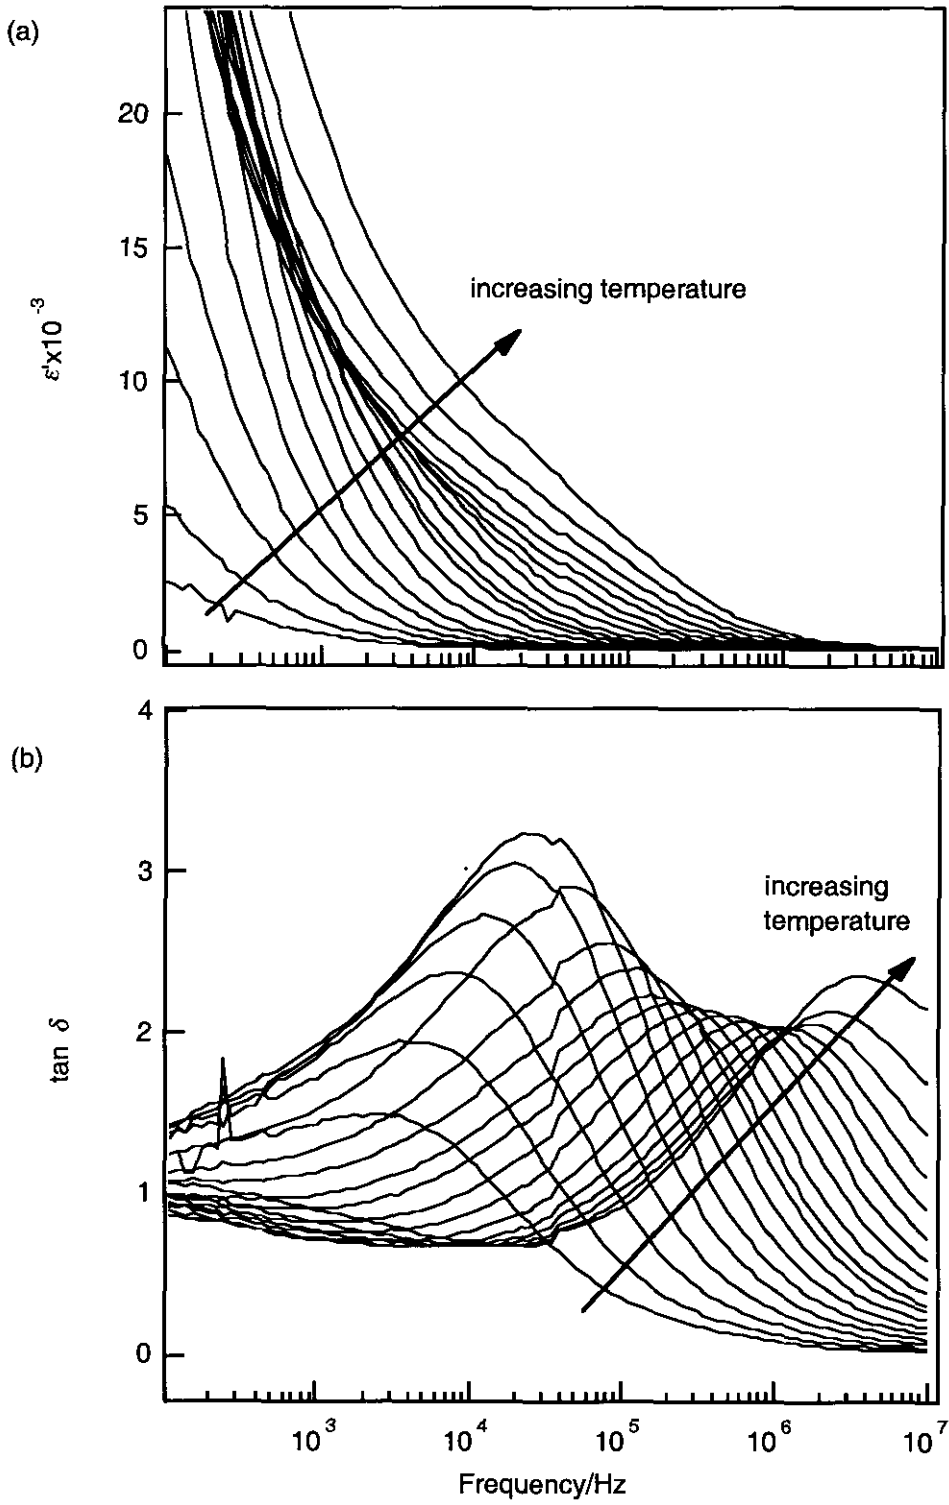 (a)
20
15
10
5
0
ε'x10⁻³
increasing temperature
(b)
4
3
2
1
0
tan δ
increasing
temperature
10³ 10⁴ 10⁵ 10⁶ 10⁷
Frequency/Hz